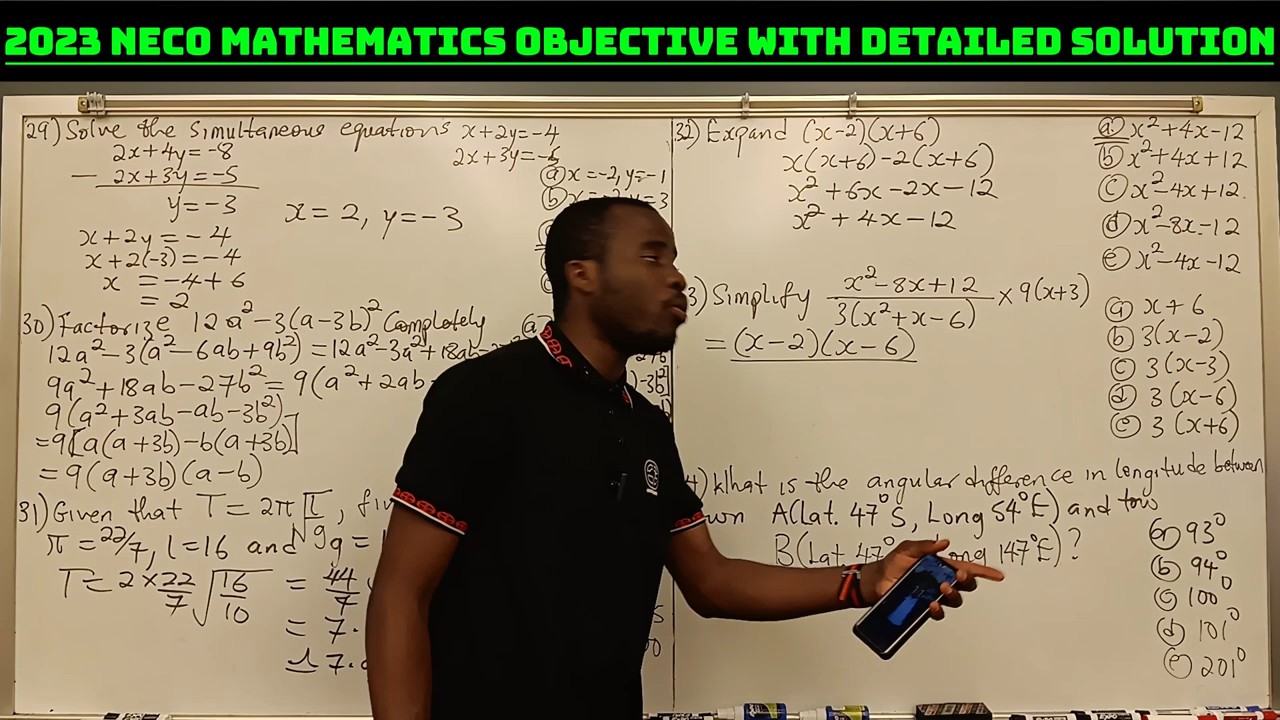 2023 NECO MATHEMATICS OBJECTIVE WITH DETAILED SOLUTION
29) Solve the simultaneous equations x+2y=-4
2x+3y=-5
2x+4y=-8
- 2x+3y=-5
y=-3
x=2, y=-3
x+2y=-4
x+2(-3)=-4
x=-4+6
=2
(a) x=-2, y=-1
(b)
30) Factorize 12a²-3(a-3b)² Completely
(a)
12a²-3(a²-6ab+9b²)=12a²-3a²+18ab-27b²
9a²+18ab-27b²=9(a²+2ab
-3b²]
9(a²+3ab-ab-3b²)
=9[a(a+3b)-b(a+3b)]
=9(a+3b)(a-b)
31) Given that T=2π√l/g,
π=22/7, l=16 and g=1
T=2×22/7√16/10 = 44/7
=7.
≃7.
32) Expand (x-2)(x+6)
x(x+6)-2(x+6)
x²+6x-2x-12
x²+4x-12
(a) x²+4x-12
(b) x²+4x+12
(c) x²-4x+12
(d) x²-8x-12
(e) x²-4x-12
3) Simplify x²-8x+12/3(x²+x-6) × 9(x+3)
=(x-2)(x-6)
(a) x+6
(b) 3(x-2)
(c) 3(x-3)
(d) 3(x-6)
(e) 3(x+6)
4) What is the angular difference in longitude between
own A(Lat. 47°S, Long 54°E) and tow
B(Lat. 47° Long 147°E)?
(a) 93°
(b) 94°
(c) 100°
(d) 101°
(e) 201°